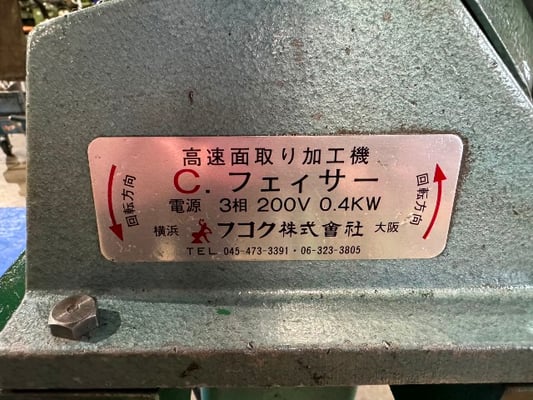 高速面取り加工機
C. フェィサー
電源 3相 200V 0.4KW
横浜 フコク株式會社 大阪
TEL 045-473-3391・06-323-3805
回転方向
回転方向